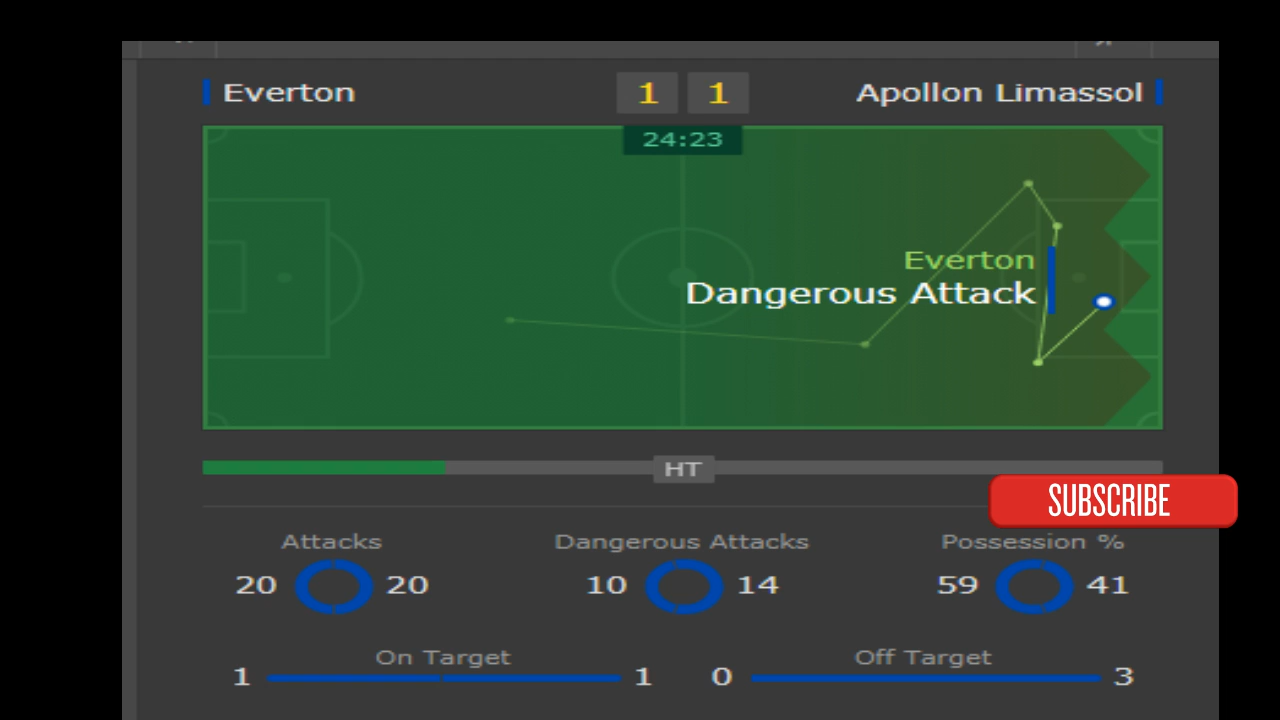 Everton 1 1 Apollon Limassol
24:23
Everton
Dangerous Attack
HT
SUBSCRIBE
Attacks Dangerous Attacks Possession %
20 20 10 14 59 41
On Target Off Target
1 1 0 3